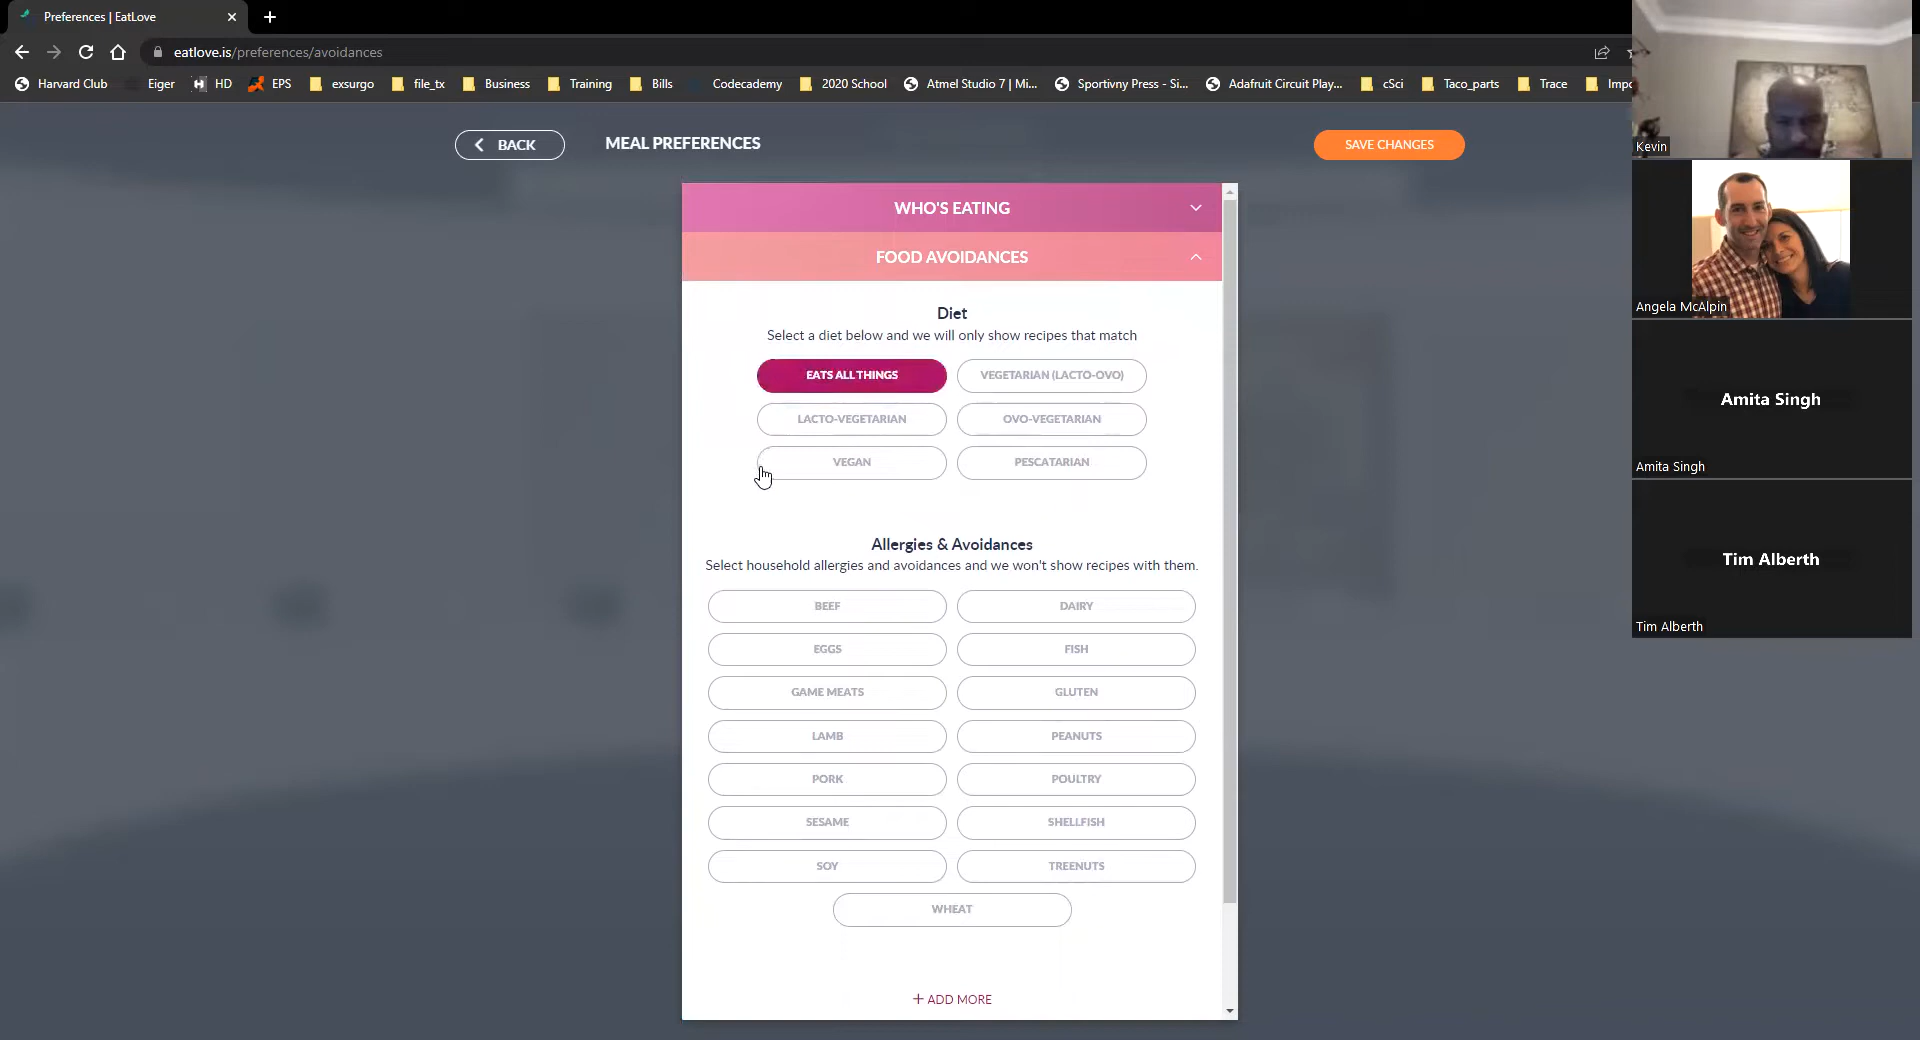 Preferences | EatLove
eatlove.is/preferences/avoidances
Harvard Club Eiger HD EPS exsurgo file_tx Business Training Bills Codecademy 2020 School Atmel Studio 7 | Mi... Sportivny Press - Si... Adafruit Circuit Play... cSci Taco_parts Trace Impo
BACK
MEAL PREFERENCES
SAVE CHANGES
WHO'S EATING
FOOD AVOIDANCES
Diet
Select a diet below and we will only show recipes that match
EATS ALL THINGS VEGETARIAN (LACTO-OVO)
LACTO-VEGETARIAN OVO-VEGETARIAN
VEGAN PESCATARIAN
Allergies & Avoidances
Select household allergies and avoidances and we won't show recipes with them.
BEEF DAIRY
EGGS FISH
GAME MEATS GLUTEN
LAMB PEANUTS
PORK POULTRY
SESAME SHELLFISH
SOY TREENUTS
WHEAT
+ ADD MORE
Kevin
Angela McAlpin
Amita Singh
Amita Singh
Tim Alberth
Tim Alberth